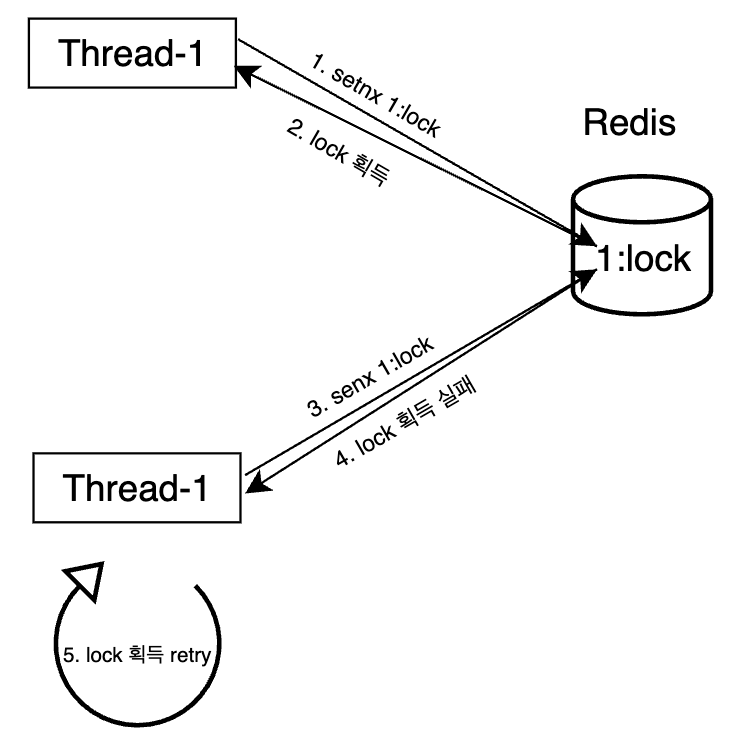 Thread-1
1. setnx 1:lock
2. lock 획득
Redis
1:lock
3. senx 1:lock
4. lock 획득 실패
Thread-1
5. lock 획득 retry